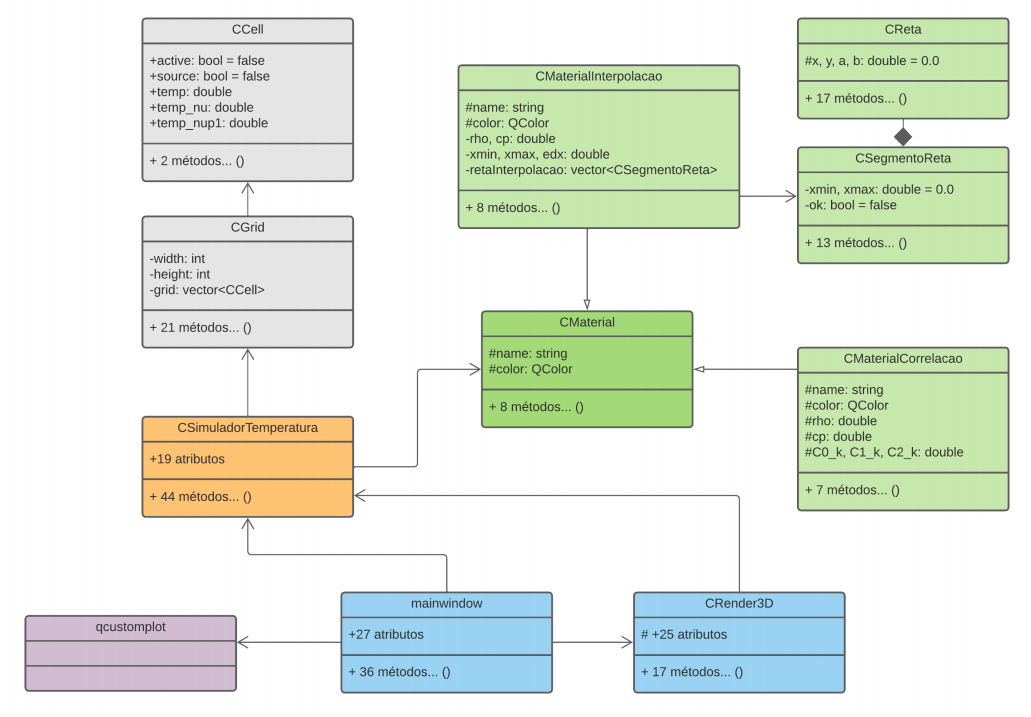 CCell
+active: bool = false
+source: bool = false
+temp: double
+temp_nu: double
+temp_nup1: double
+ 2 métodos... ()
CGrid
-width: int
-height: int
-grid: vector<CCell>
+ 21 métodos... ()
CSimuladorTemperatura
+19 atributos
+ 44 métodos... ()
CMaterialInterpolacao
#name: string
#color: QColor
-rho, cp: double
-xmin, xmax, edx: double
-retaInterpolacao: vector<CSegmentoReta>
+ 8 métodos... ()
CReta
#x, y, a, b: double = 0.0
+ 17 métodos... ()
CSegmentoReta
-xmin, xmax: double = 0.0
-ok: bool = false
+ 13 métodos... ()
CMaterial
#name: string
#color: QColor
+ 8 métodos... ()
CMaterialCorrelacao
#name: string
#color: QColor
#rho: double
#cp: double
#C0_k, C1_k, C2_k: double
+ 7 métodos... ()
qcustomplot
mainwindow
+27 atributos
+ 36 métodos... ()
CRender3D
# +25 atributos
+ 17 métodos... ()